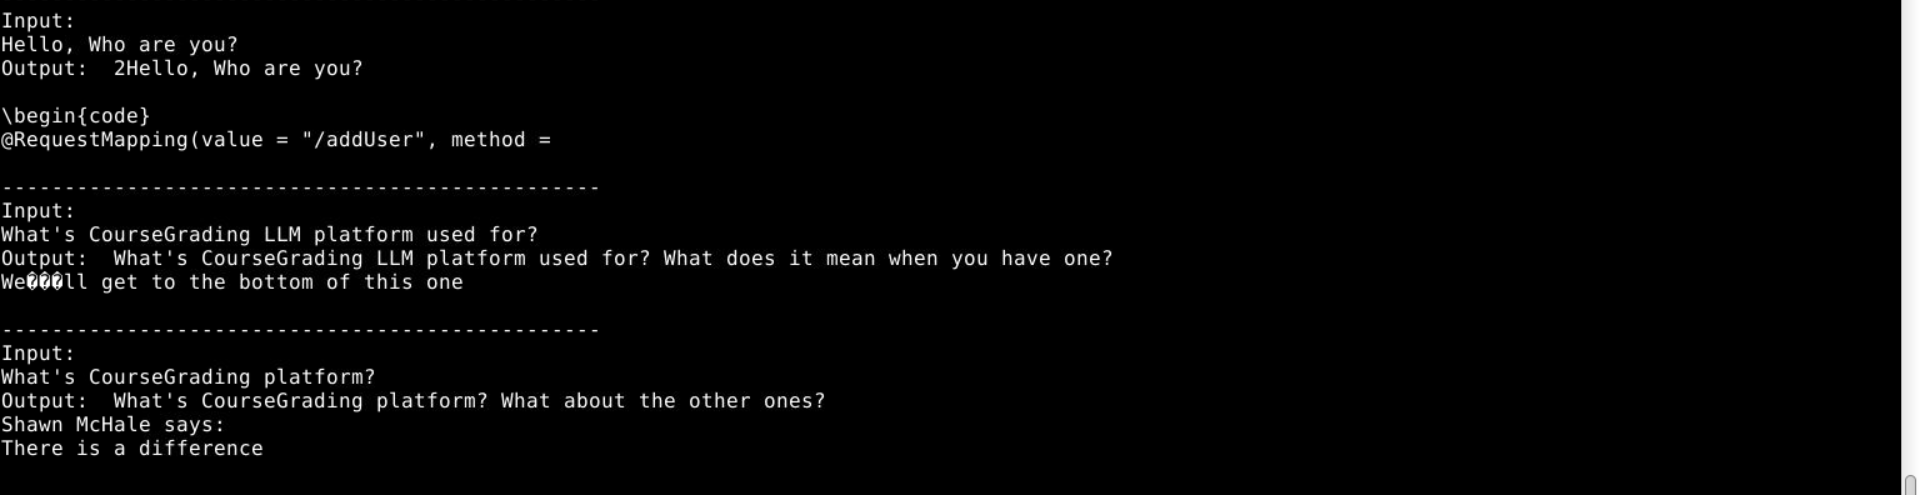 Input:
Hello, Who are you?
Output:  2Hello, Who are you?
\begin{code}
@RequestMapping(value = "/addUser", method =
------------------------------------------------
Input:
What's CourseGrading LLM platform used for?
Output:  What's CourseGrading LLM platform used for? What does it mean when you have one?
We���ll get to the bottom of this one
------------------------------------------------
Input:
What's CourseGrading platform?
Output:  What's CourseGrading platform? What about the other ones?
Shawn McHale says:
There is a difference